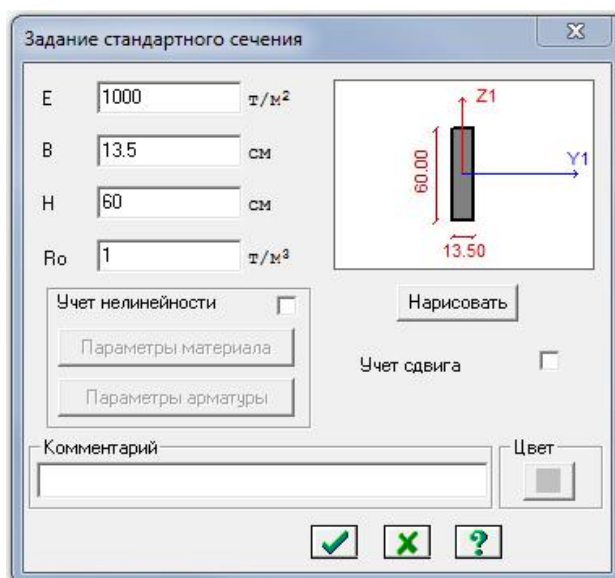 Задание стандартного сечения
E 1000 т/м²
B 13.5 см
H 60 см
Ro 1 т/м³
Z1
Y1
60.00
13.50
Учет нелинейности
Параметры материала
Параметры арматуры
Нарисовать
Учет сдвига
Комментарий
Цвет
?